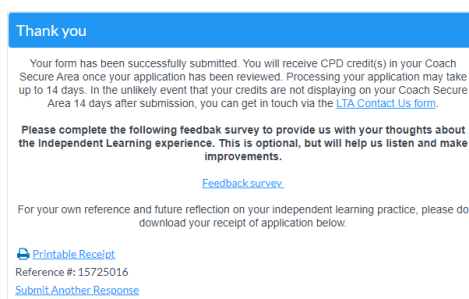 Thank you
Your form has been successfully submitted. You will receive CPD credit(s) in your Coach
Secure Area once your application has been reviewed. Processing your application may take
up to 14 days. In the unlikely event that your credits are not displaying on your Coach Secure
Area 14 days after submission, you can get in touch via the LTA Contact Us form.
Please complete the following feedbak survey to provide us with your thoughts about
the Independent Learning experience. This is optional, but will help us listen and make
improvements.
Feedback survey
For your own reference and future reflection on your independent learning practice, please do
download your receipt of application below.
Printable Receipt
Reference #: 15725016
Submit Another Response